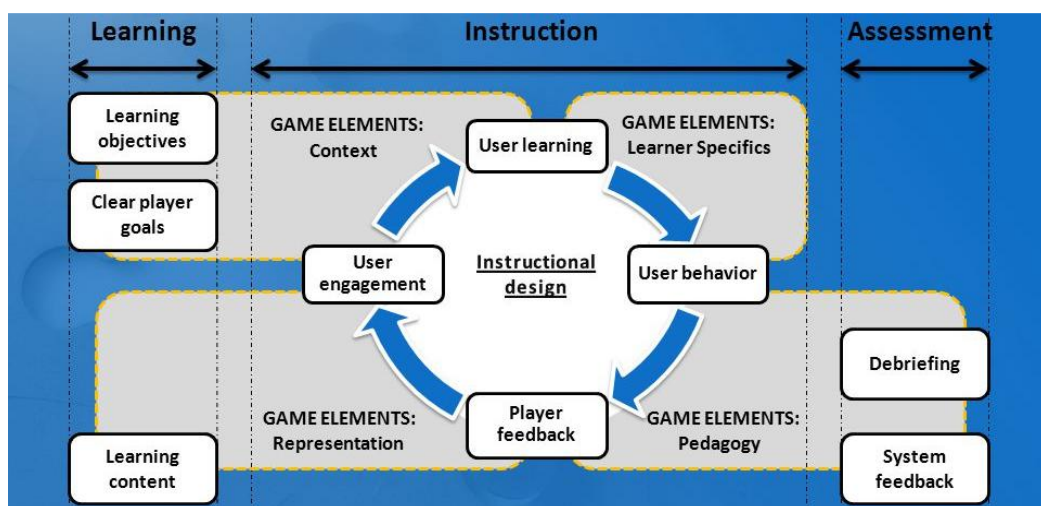 Learning
Instruction
Assessment
Learning
objectives
GAME ELEMENTS:
Context
User learning
GAME ELEMENTS:
Learner Specifics
Clear player
goals
User
engagement
Instructional
design
User behavior
Debriefing
GAME ELEMENTS:
Representation
Player
feedback
GAME ELEMENTS:
Pedagogy
Learning
content
System
feedback